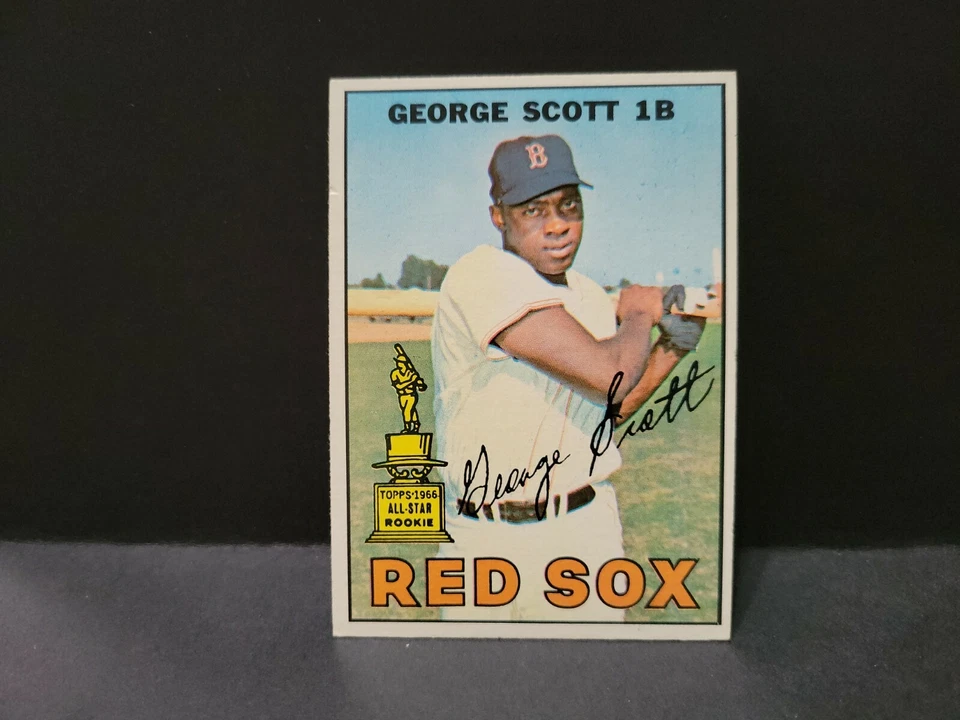 GEORGE SCOTT 1B
B
George Scott
TOPPS-1966
ALL-STAR
ROOKIE
RED SOX